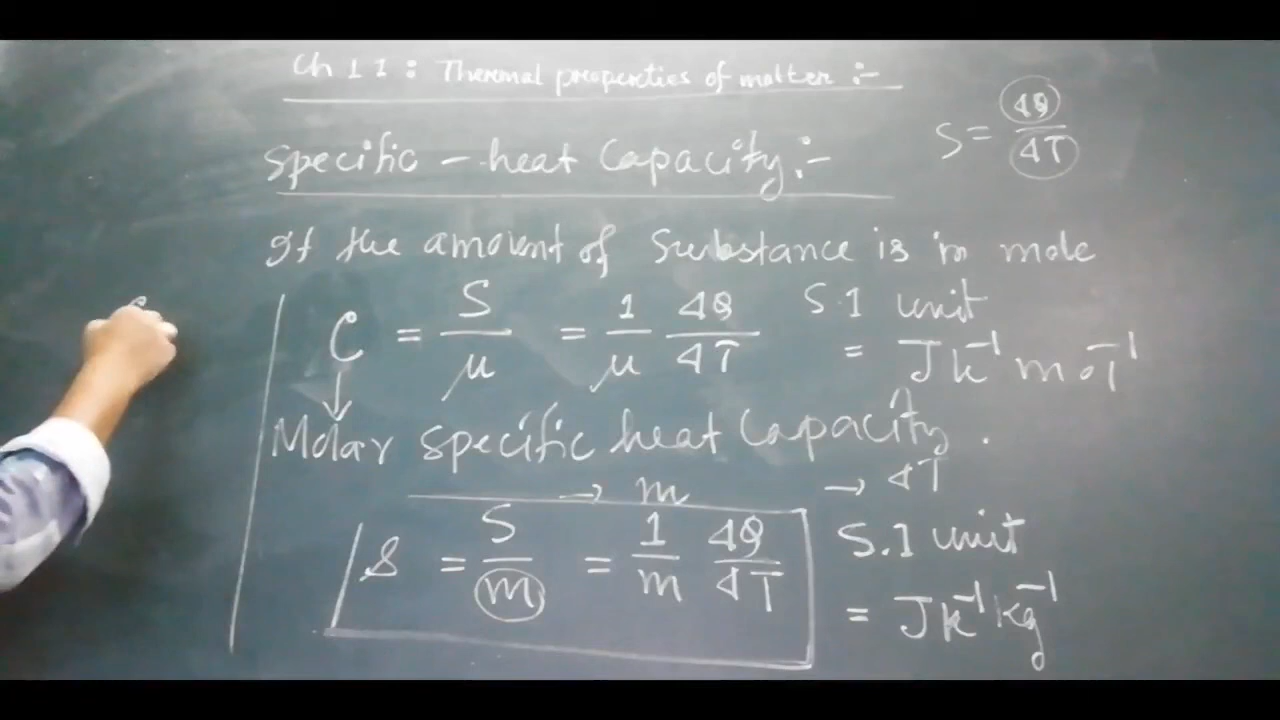 Ch 11: Thermal properties of matter :-
S = ΔQ / ΔT
Specific - heat Capacity :-
If the amount of Substance is in mole
C = S / μ = 1 / μ ΔQ / ΔT S.I unit
= J k⁻¹ mol⁻¹
↓
Molar specific heat Capacity .
→ m → ΔT
s = S / m = 1 / m ΔQ / ΔT S.I unit
= J k⁻¹ kg⁻¹